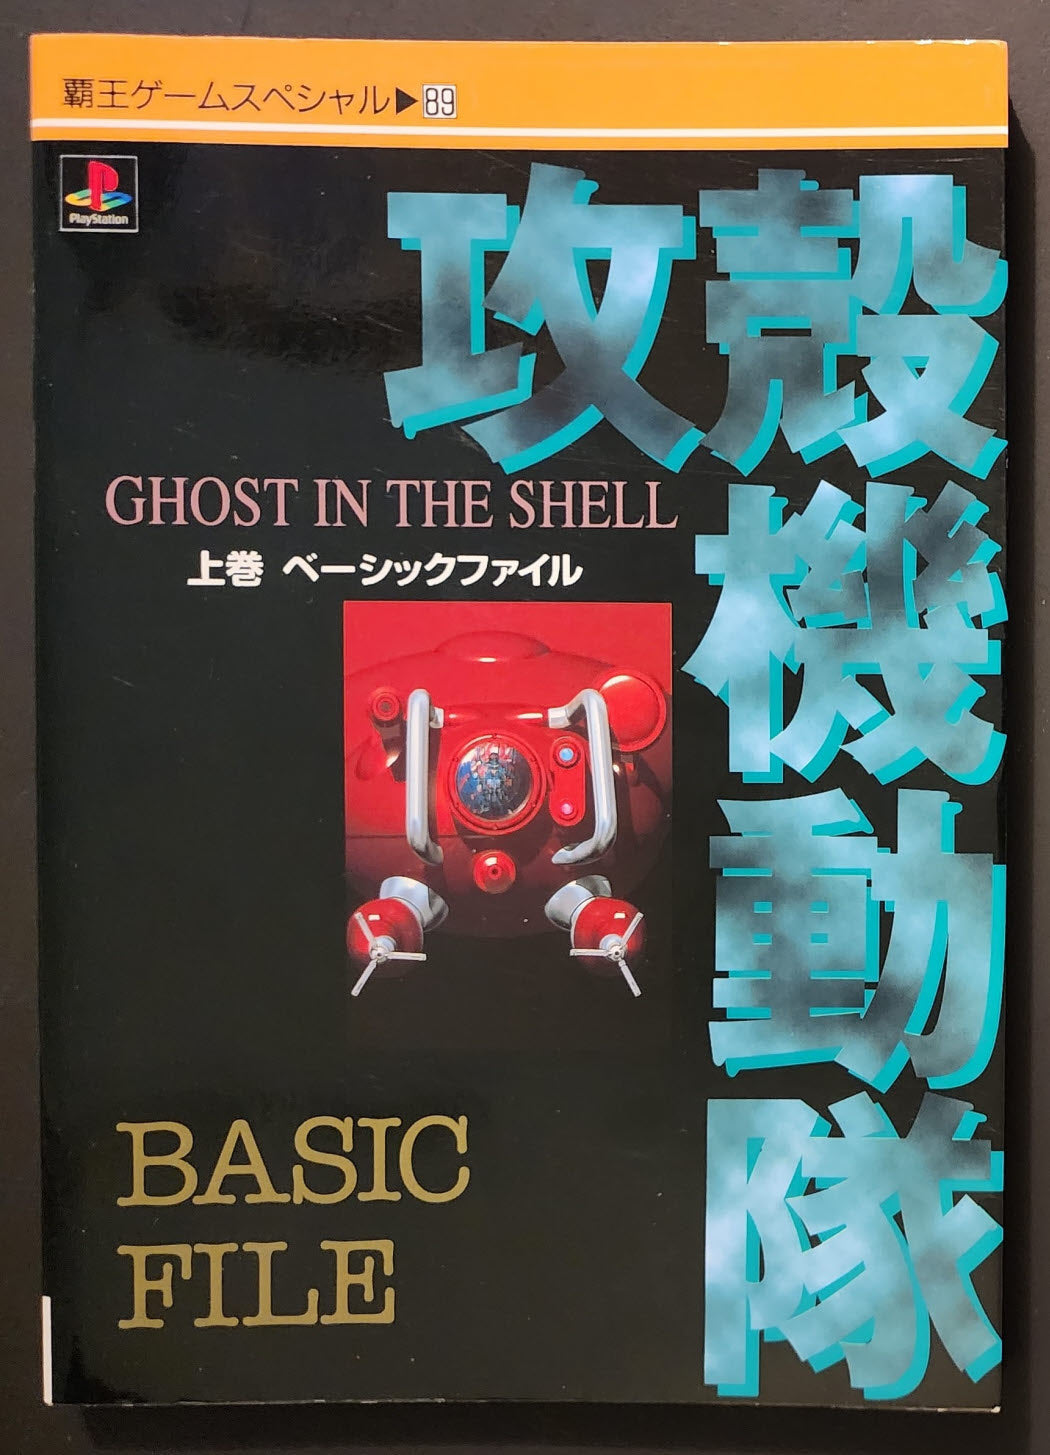 覇王ゲームスペシャル▶89
PlayStation
攻殻
機
動
隊
GHOST IN THE SHELL
上巻 ベーシックファイル
BASIC
FILE